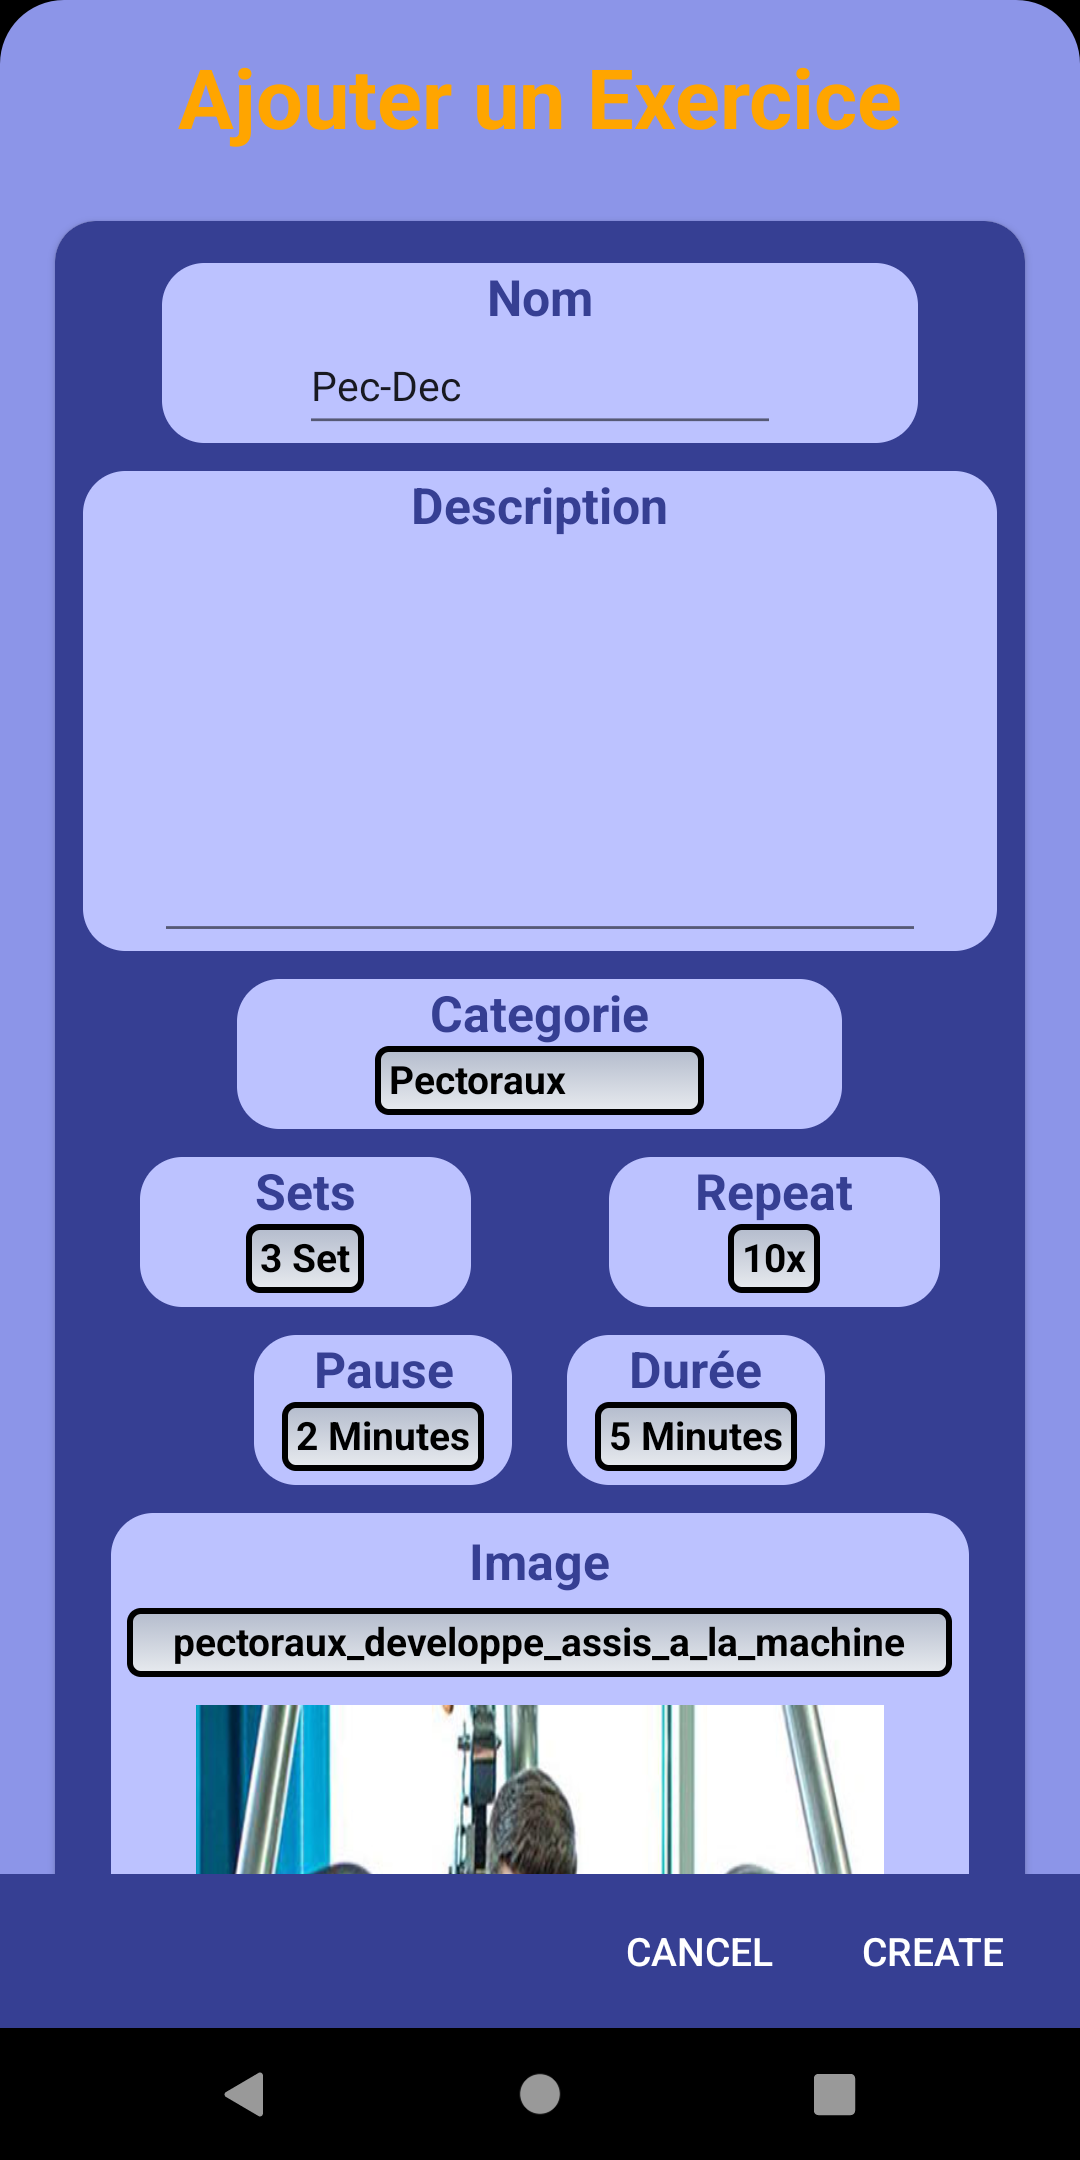 Ajouter un Exercice
Nom
Pec-Dec
Description
Categorie
Pectoraux
Sets
Repeat
3 Set
10x
Pause
Durée
2 Minutes
5 Minutes
Image
pectoraux_developpe_assis_a_la_machine
CANCEL
CREATE